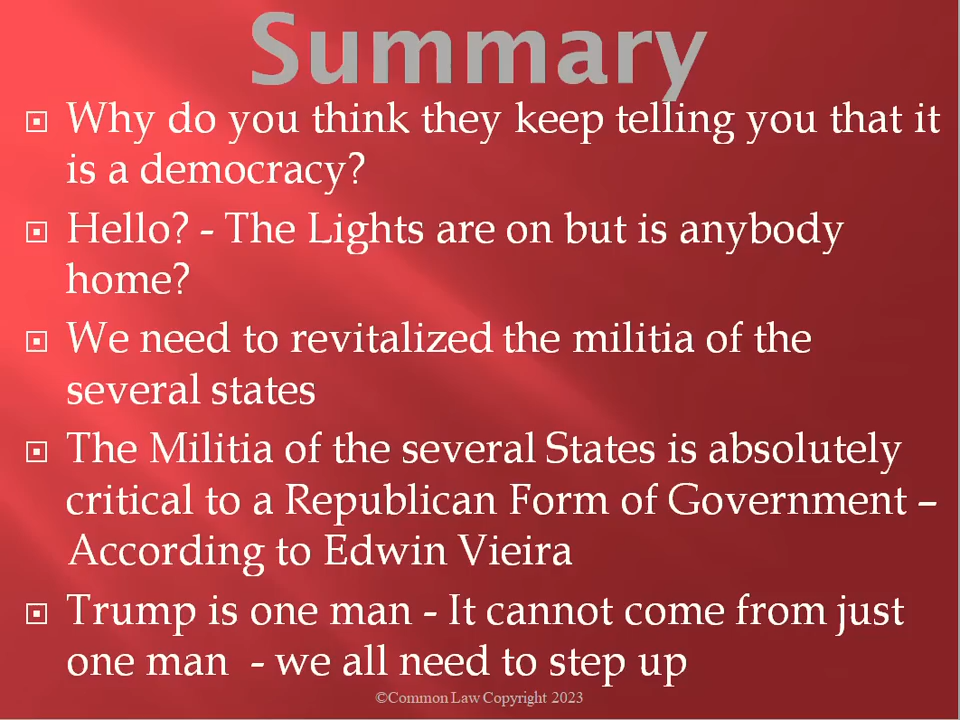 Summary
Why do you think they keep telling you that it
is a democracy?
Hello? - The Lights are on but is anybody
home?
We need to revitalized the militia of the
several states
The Militia of the several States is absolutely
critical to a Republican Form of Government –
According to Edwin Vieira
Trump is one man - It cannot come from just
one man - we all need to step up
©Common Law Copyright 2023